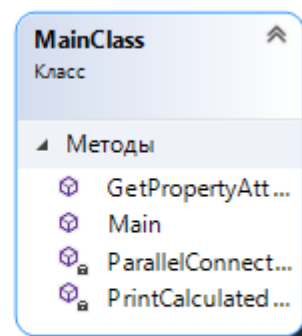 MainClass
Класс
Методы
GetPropertyAtt...
Main
ParallelConnect...
PrintCalculated...